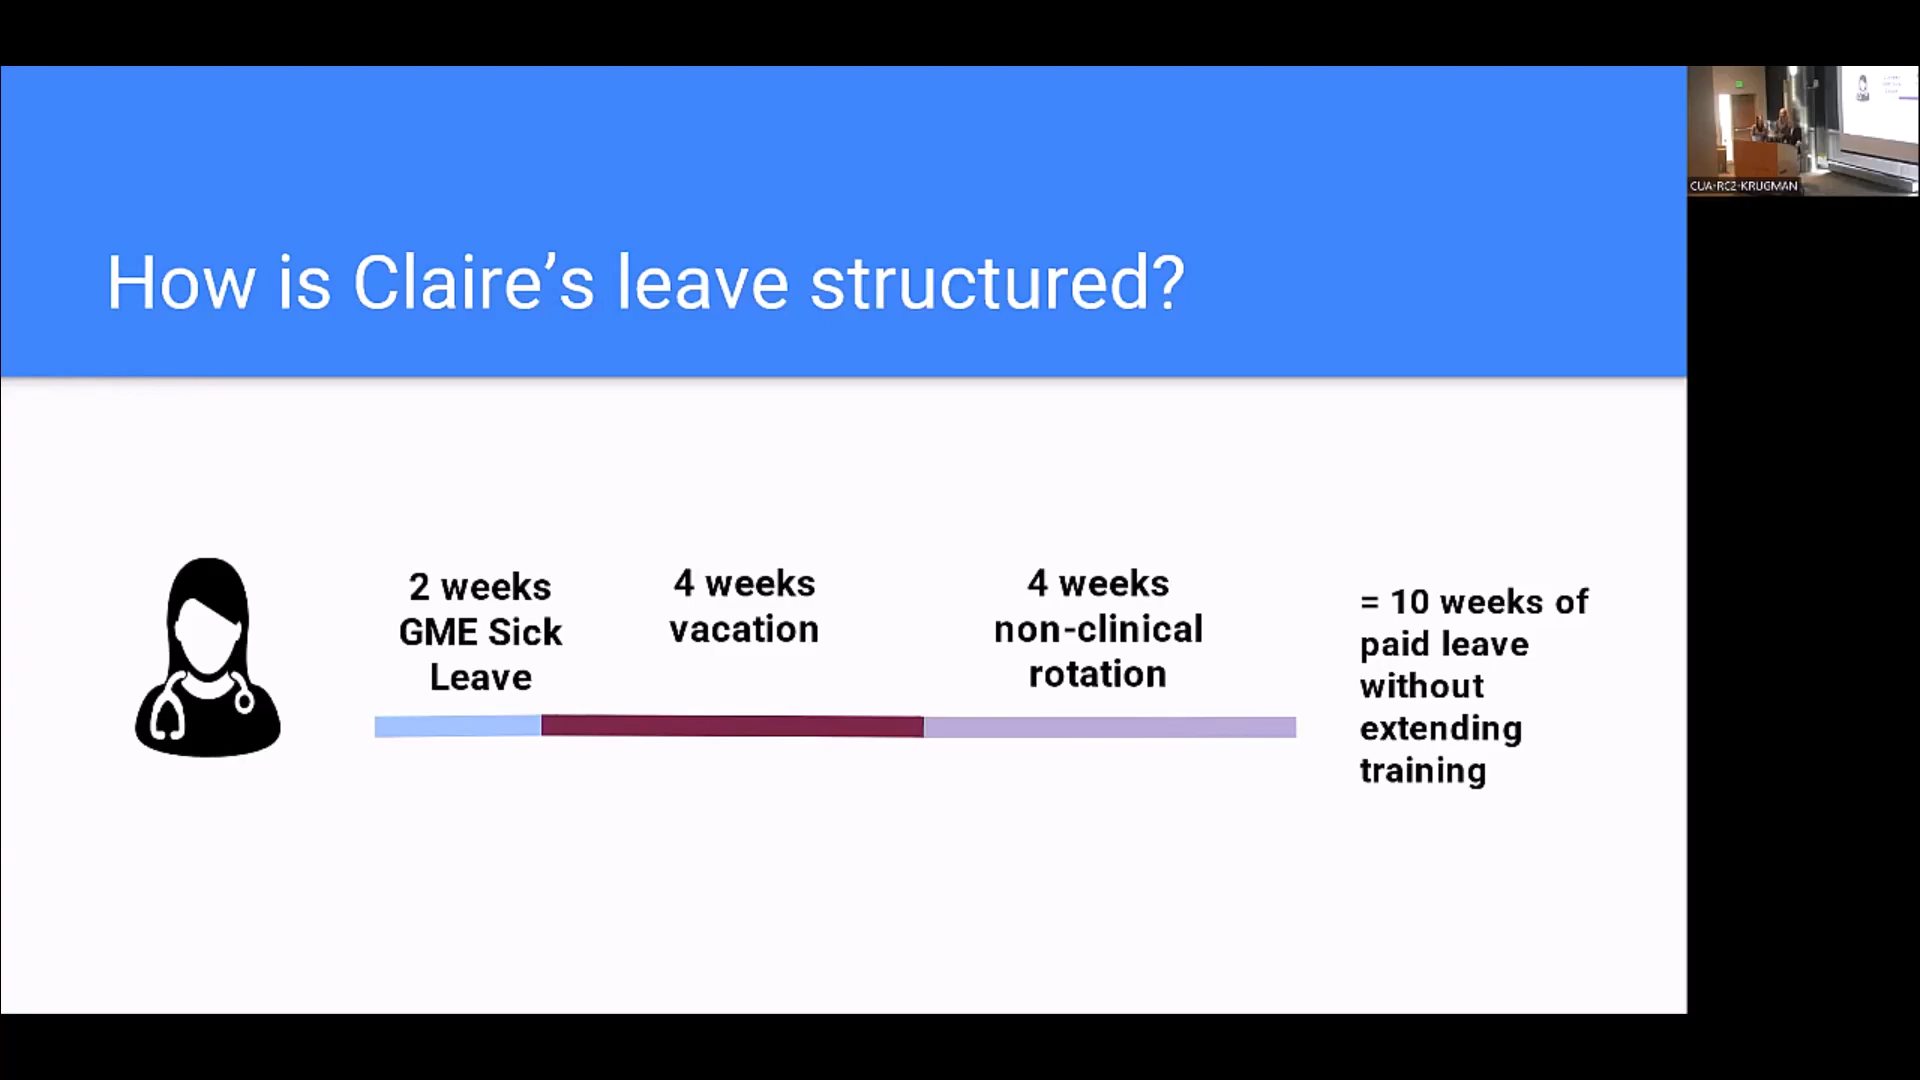 How is Claire's leave structured?
2 weeks
GME Sick
Leave
4 weeks
vacation
4 weeks
non-clinical
rotation
= 10 weeks of
paid leave
without
extending
training
CUA-RC2-KRUGMAN